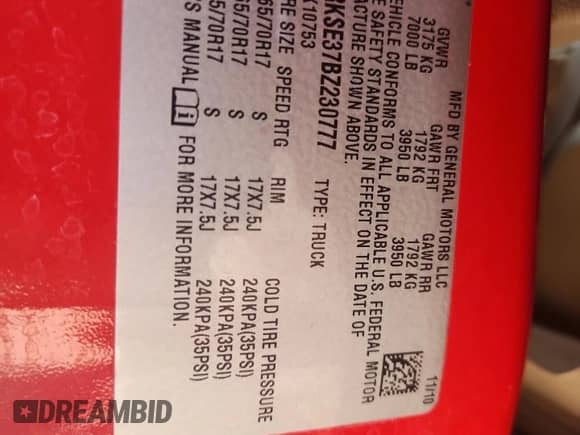 MFD BY GENERAL MOTORS LLC 11/10
GVWR GAWR FRT GAWR RR
3175 KG 1792 KG 1792 KG
7000 LB 3950 LB 3950 LB
VEHICLE CONFORMS TO ALL APPLICABLE U.S. FEDERAL MOTOR
E SAFETY STANDARDS IN EFFECT ON THE DATE OF
FACTURE SHOWN ABOVE.
KSE37BZ230777 TYPE: TRUCK
K10753
RE SIZE SPEED RTG RIM COLD TIRE PRESSURE
65/70R17 S 17X7.5J 240KPA(35PSI)
65/70R17 S 17X7.5J 240KPA(35PSI)
65/70R17 S 17X7.5J 240KPA(35PSI)
'S MANUAL i FOR MORE INFORMATION.
DREAMBID